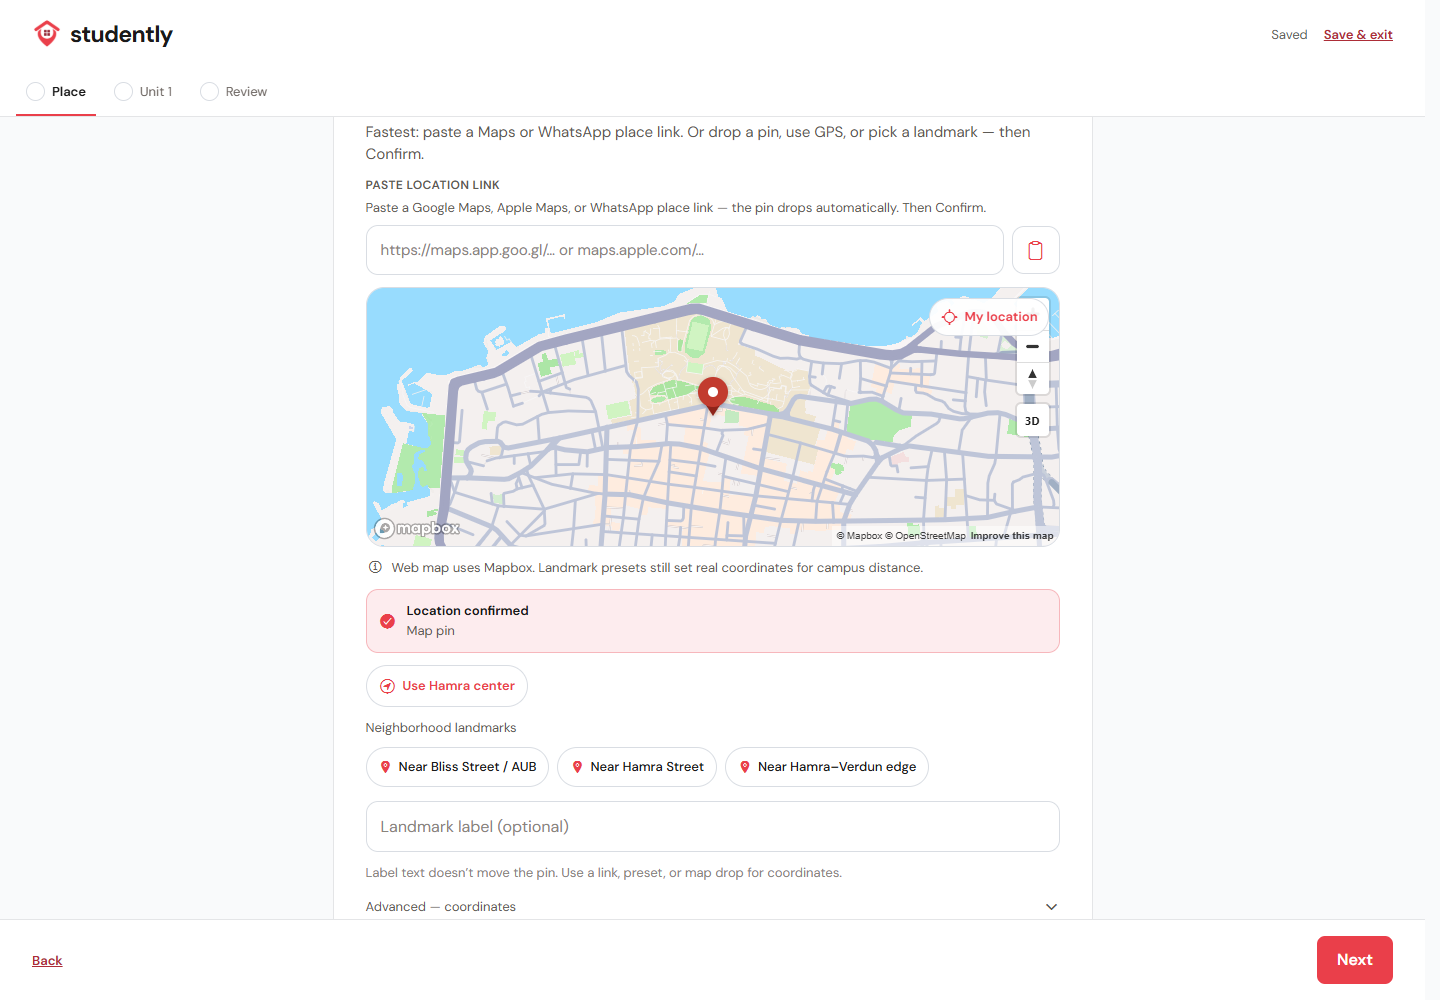 studently
Saved
Save & exit
Place
Unit 1
Review
Fastest: paste a Maps or WhatsApp place link. Or drop a pin, use GPS, or pick a landmark — then
Confirm.
PASTE LOCATION LINK
Paste a Google Maps, Apple Maps, or WhatsApp place link — the pin drops automatically. Then Confirm.
https://maps.app.goo.gl/... or maps.apple.com/...
My location
3D
mapbox
© Mapbox © OpenStreetMap Improve this map
Web map uses Mapbox. Landmark presets still set real coordinates for campus distance.
Location confirmed
Map pin
Use Hamra center
Neighborhood landmarks
Near Bliss Street / AUB
Near Hamra Street
Near Hamra–Verdun edge
Landmark label (optional)
Label text doesn’t move the pin. Use a link, preset, or map drop for coordinates.
Advanced — coordinates
Back
Next